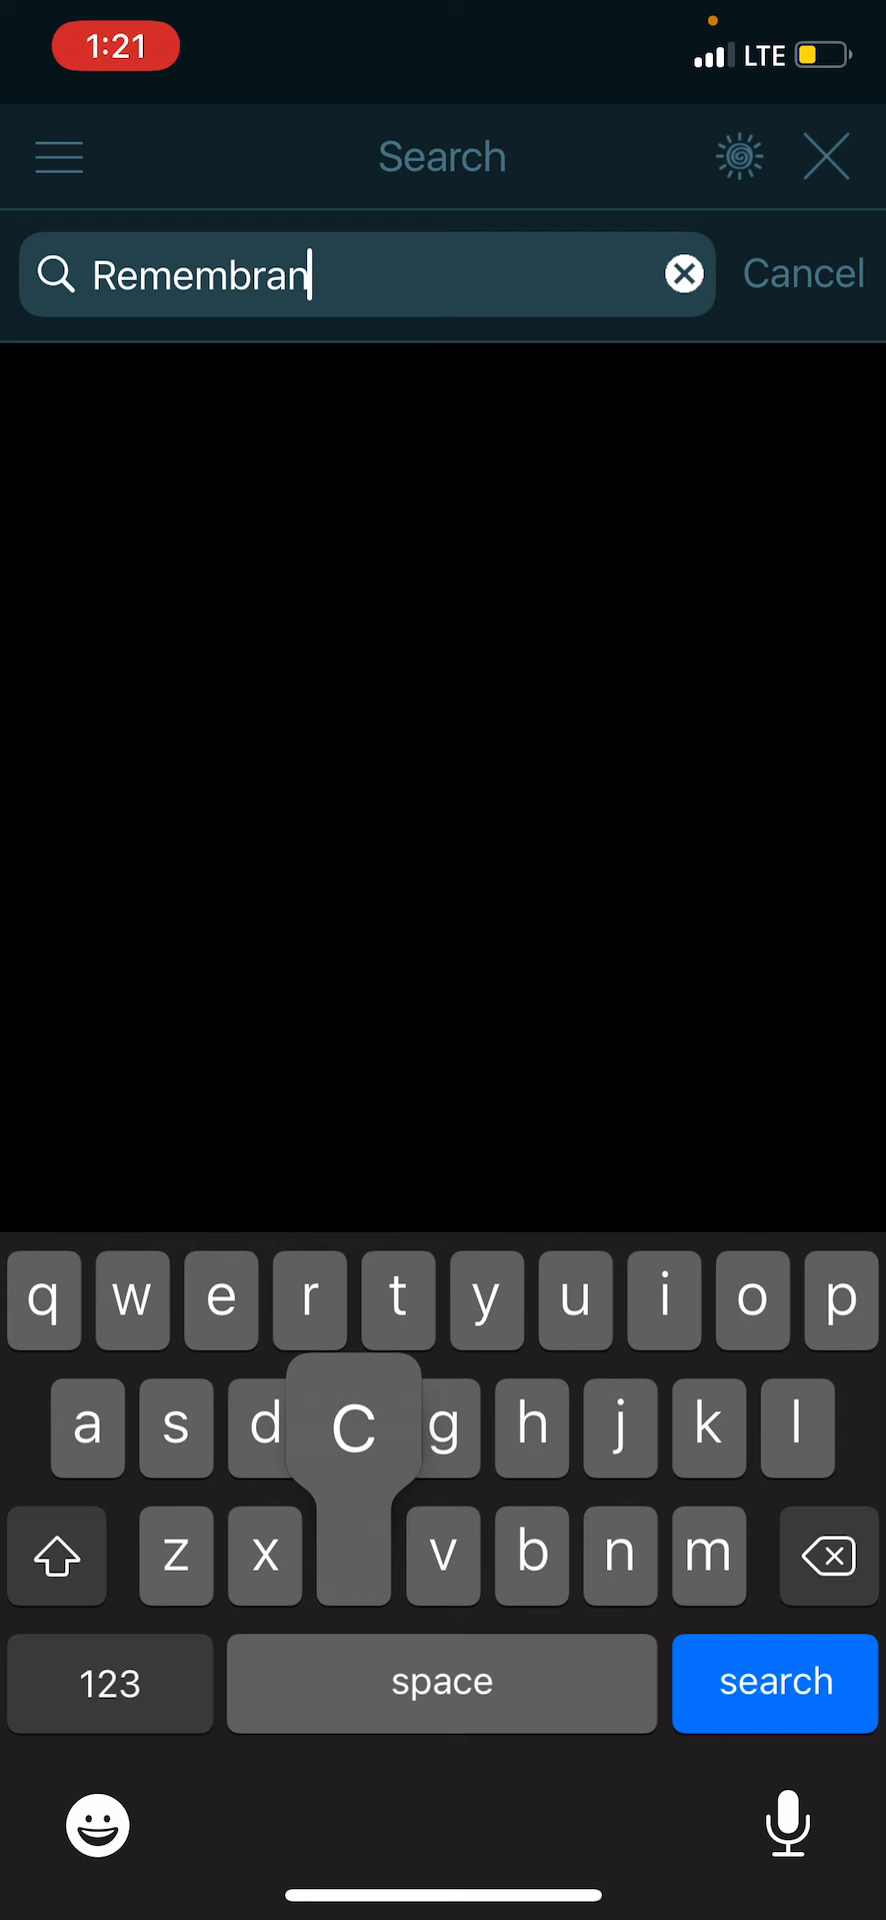 1:21
LTE
Search
Remembran
Cancel
q w e r t y u i o p
a s d g h j k l
c
z x v b n m
123 space search